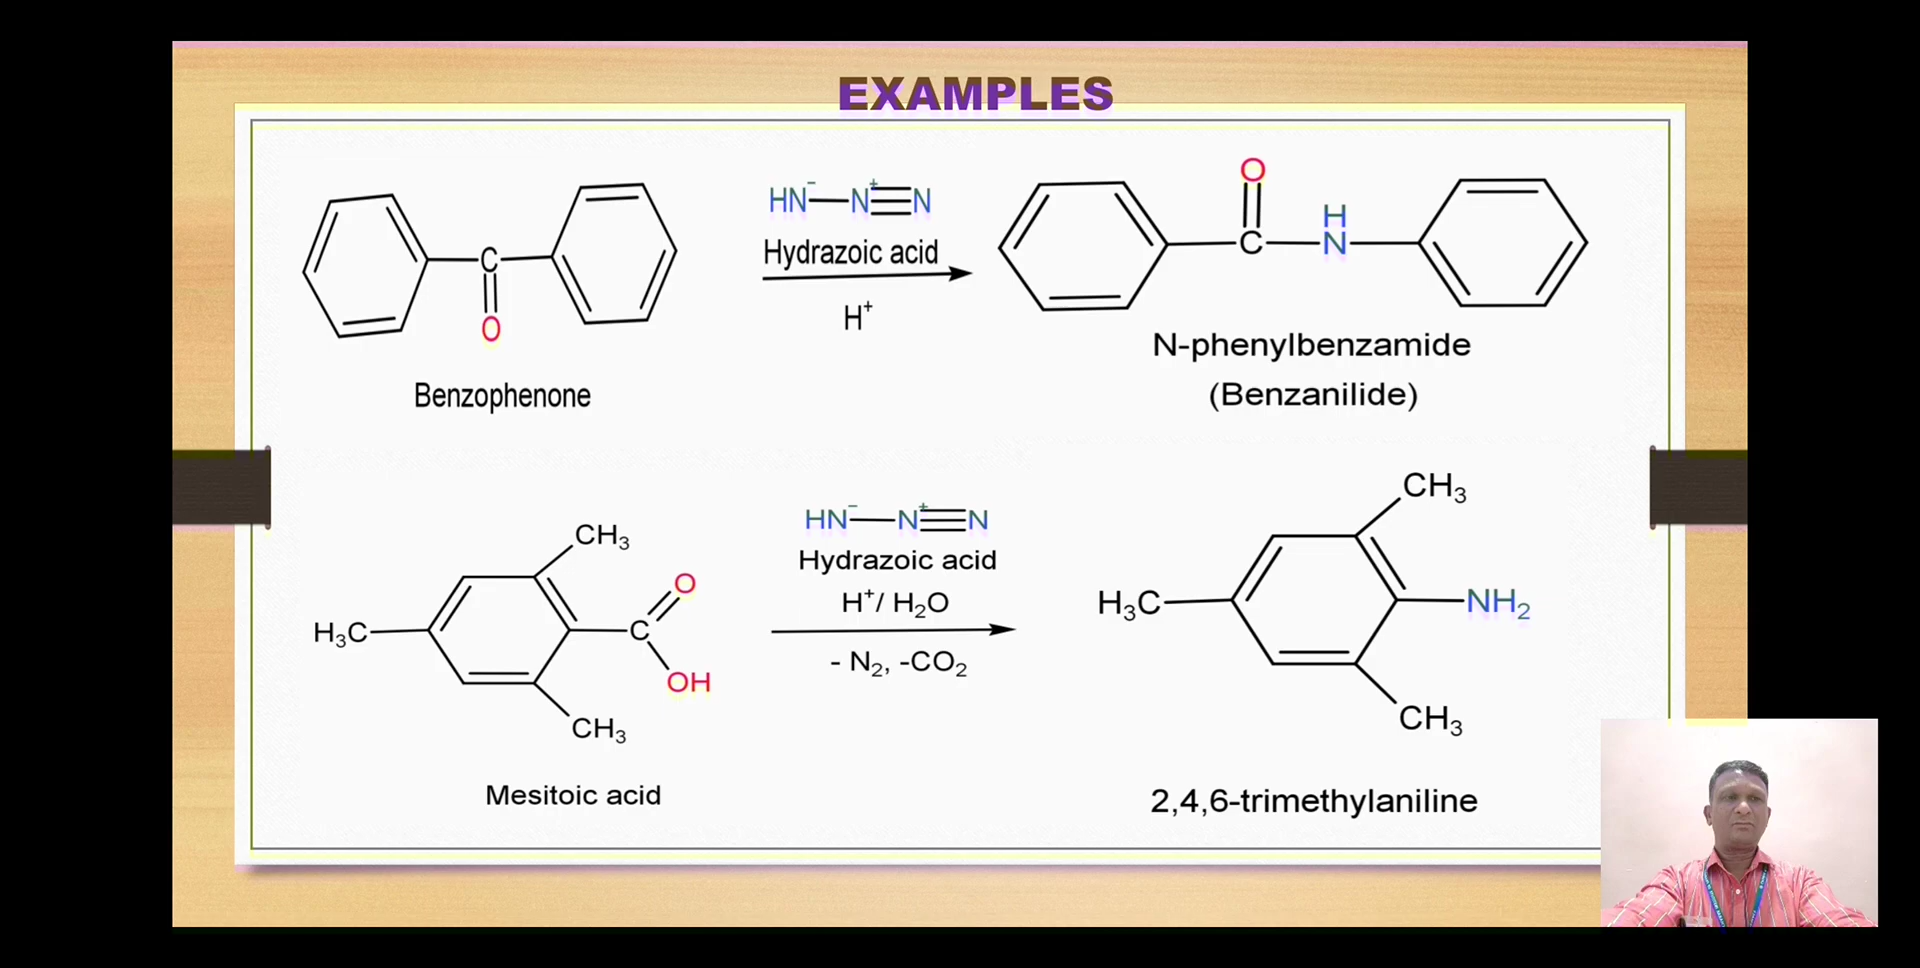 EXAMPLES
HN⁻—N⁺≡N
Hydrazoic acid
H⁺
C
O
Benzophenone
O
C
H
N
N-phenylbenzamide
(Benzanilide)
CH₃
H₃C
C
O
OH
CH₃
Mesitoic acid
HN⁻—N⁺≡N
Hydrazoic acid
H⁺/ H₂O
- N₂, -CO₂
CH₃
H₃C
NH₂
CH₃
2,4,6-trimethylaniline